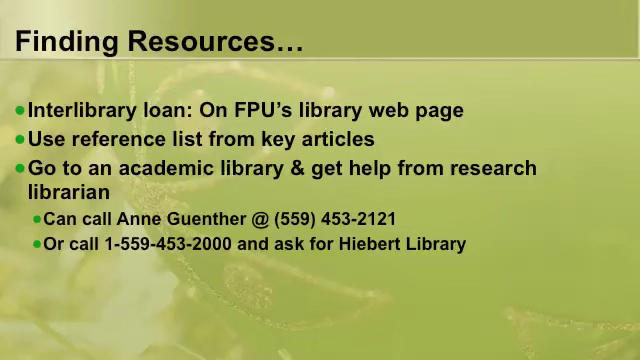 Finding Resources…
•Interlibrary loan: On FPU's library web page
•Use reference list from key articles
•Go to an academic library & get help from research
librarian
•Can call Anne Guenther @ (559) 453-2121
•Or call 1-559-453-2000 and ask for Hiebert Library